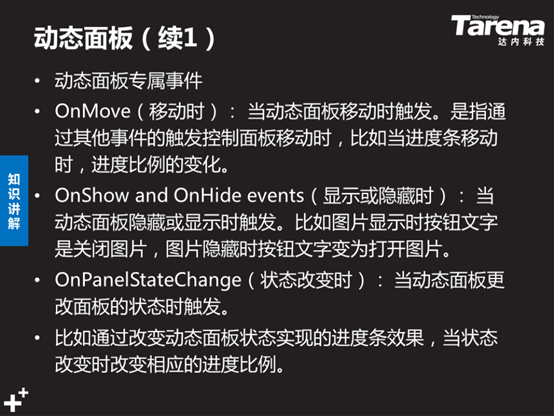 动态面板（续1）
Technology
Tarena
达内科技
• 动态面板专属事件
• OnMove（移动时）： 当动态面板移动时触发。是指通
过其他事件的触发控制面板移动时，比如当进度条移动
时，进度比例的变化。
• OnShow and OnHide events（显示或隐藏时）： 当
动态面板隐藏或显示时触发。比如图片显示时按钮文字
是关闭图片，图片隐藏时按钮文字变为打开图片。
• OnPanelStateChange（状态改变时）： 当动态面板更
改面板的状态时触发。
• 比如通过改变动态面板状态实现的进度条效果，当状态
改变时改变相应的进度比例。
知识讲解